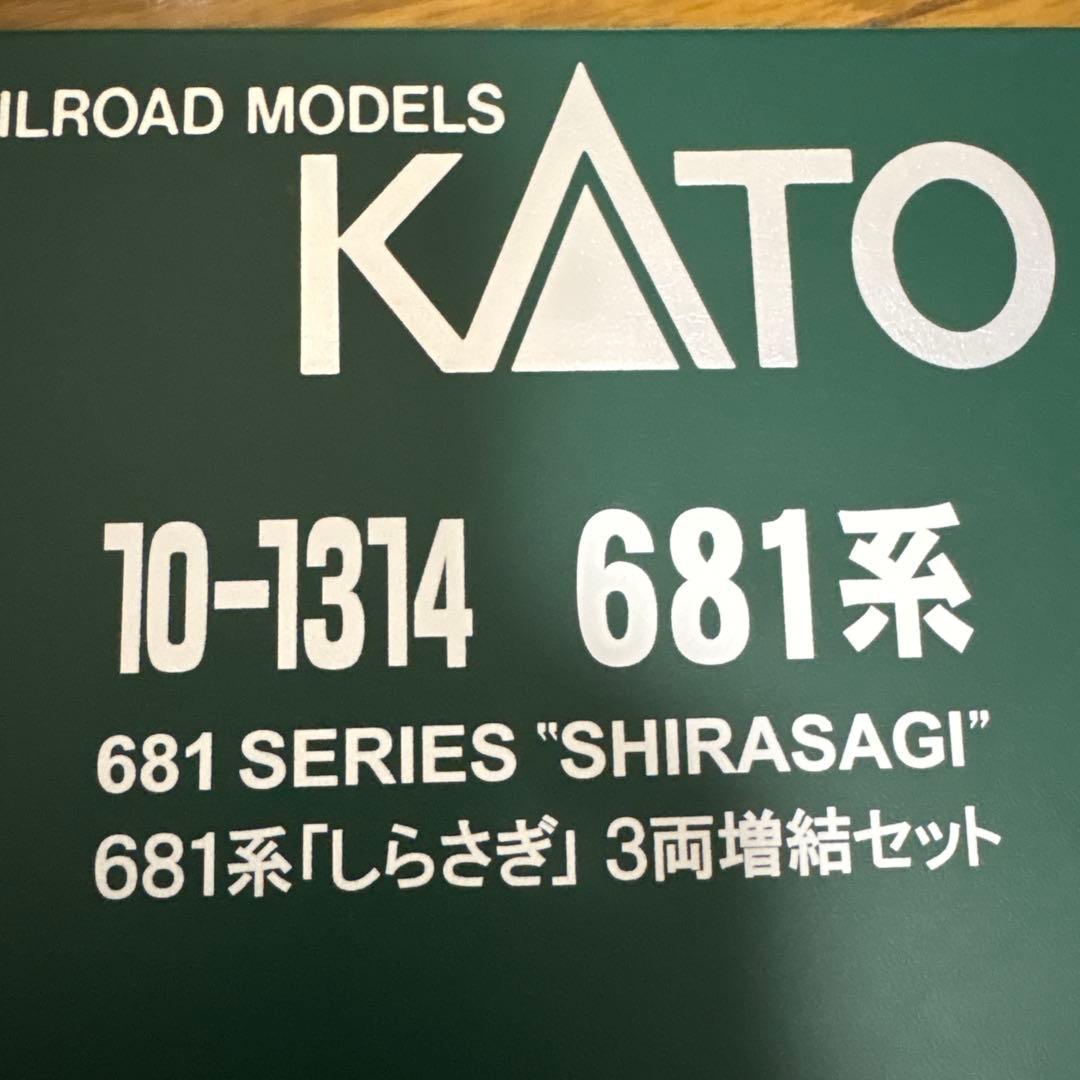 ILROAD MODELS
KATO
10-1314 681系
681 SERIES "SHIRASAGI"
681系「しらさぎ」3両増結セット